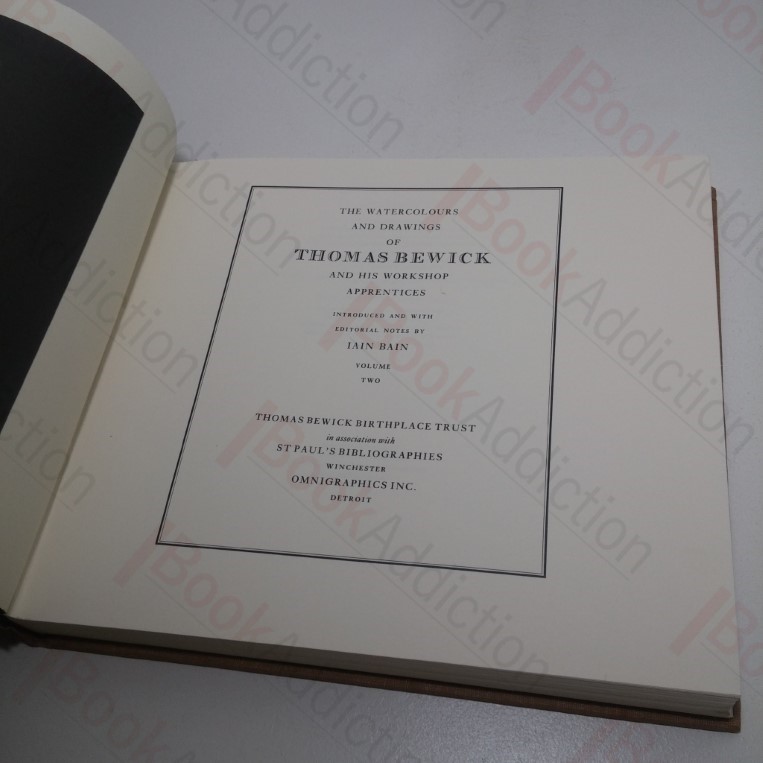 THE WATERCOLOURS
AND DRAWINGS
OF
THOMAS BEWICK
AND HIS WORKSHOP
APPRENTICES
INTRODUCED AND WITH
EDITORIAL NOTES BY
IAIN BAIN
VOLUME
TWO
THOMAS BEWICK BIRTHPLACE TRUST
in association with
ST PAUL'S BIBLIOGRAPHIES
WINCHESTER
OMNIGRAPHICS INC.
DETROIT
BookAddiction